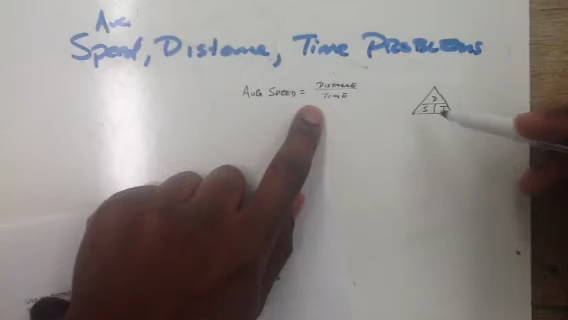 Avg
Speed, Distance, Time PROBLEMS
AVG SPEED = DISTANCE
TIME
D
S T